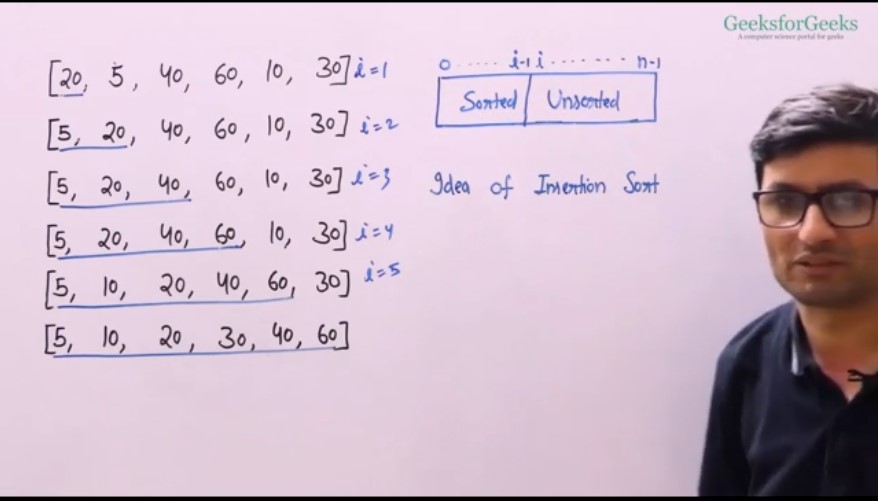 GeeksforGeeks
A computer science portal for geeks
[20, 5, 40, 60, 10, 30] i=1
[5, 20, 40, 60, 10, 30] i=2
[5, 20, 40, 60, 10, 30] i=3
[5, 20, 40, 60, 10, 30] i=4
[5, 10, 20, 40, 60, 30] i=5
[5, 10, 20, 30, 40, 60]
0 ..... i-1 i ....... n-1
Sorted Unsorted
Idea of Insertion Sort